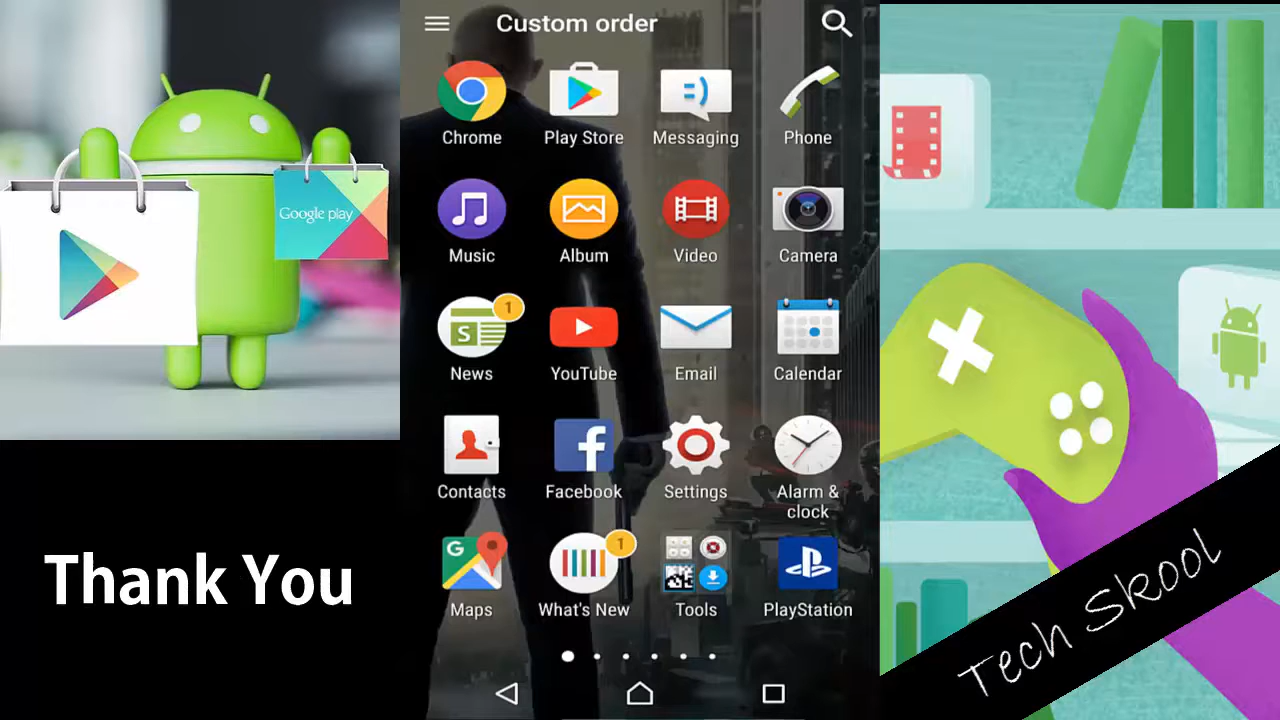 Google play
Thank You
Custom order
Chrome
Play Store
Messaging
Phone
Music
Album
Video
Camera
1
S
News
YouTube
Email
Calendar
Contacts
Facebook
Settings
Alarm &
clock
G
1
Maps
What's New
Tools
PlayStation
Tech Skool